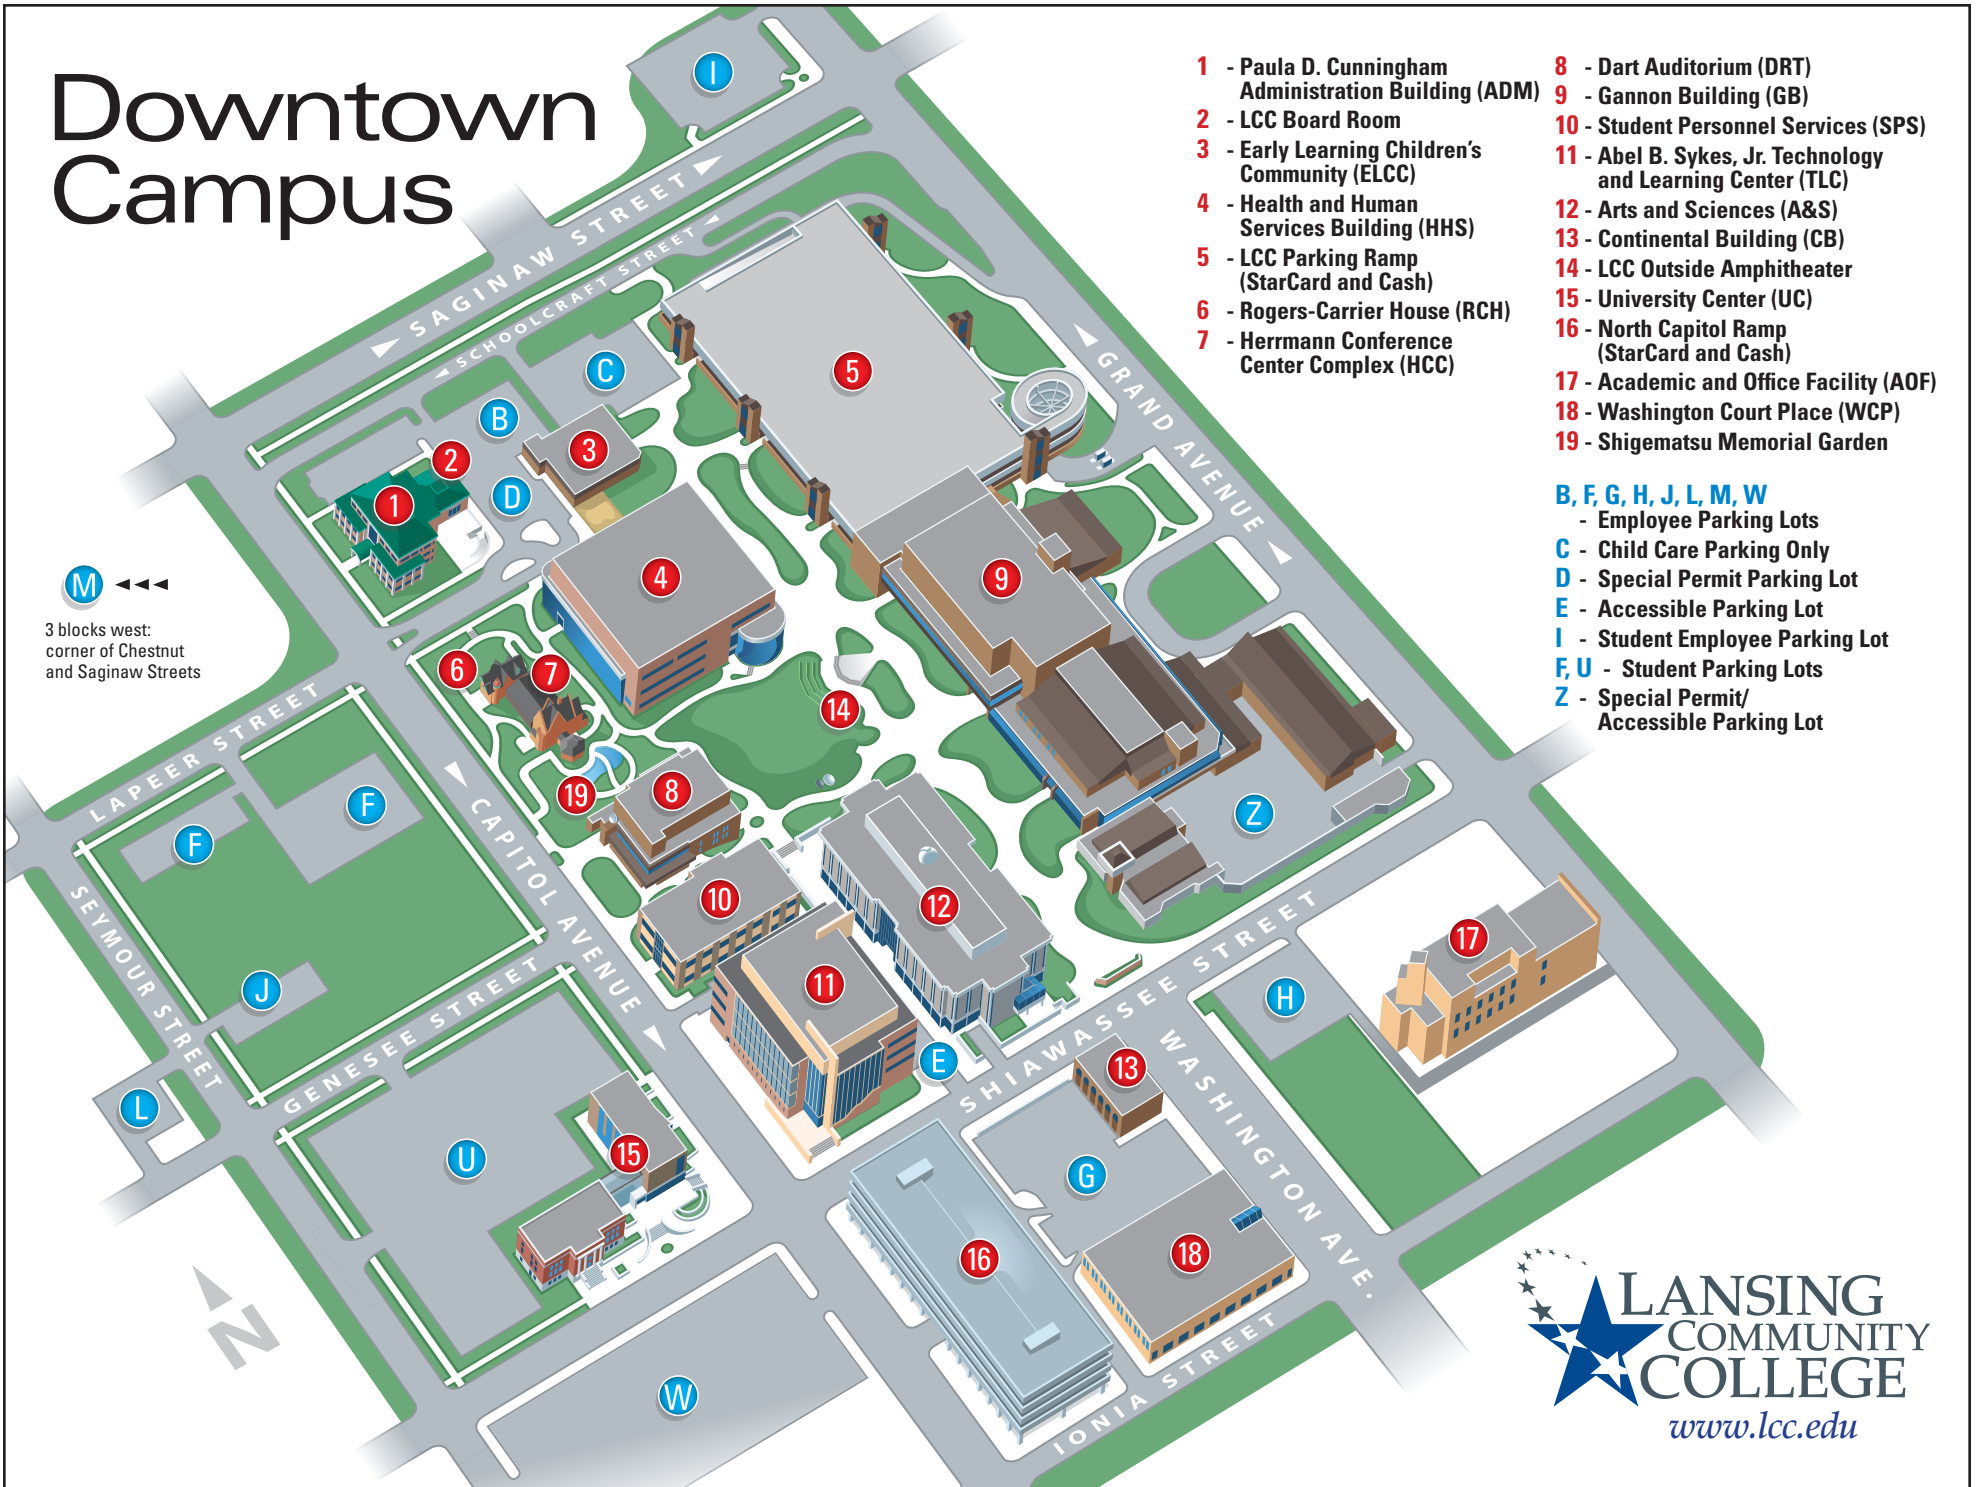 Downtown
Campus
1 - Paula D. Cunningham
Administration Building (ADM)
2 - LCC Board Room
3 - Early Learning Children's
Community (ELCC)
4 - Health and Human
Services Building (HHS)
5 - LCC Parking Ramp
(StarCard and Cash)
6 - Rogers-Carrier House (RCH)
7 - Herrmann Conference
Center Complex (HCC)
8 - Dart Auditorium (DRT)
9 - Gannon Building (GB)
10 - Student Personnel Services (SPS)
11 - Abel B. Sykes, Jr. Technology
and Learning Center (TLC)
12 - Arts and Sciences (A&S)
13 - Continental Building (CB)
14 - LCC Outside Amphitheater
15 - University Center (UC)
16 - North Capitol Ramp
(StarCard and Cash)
17 - Academic and Office Facility (AOF)
18 - Washington Court Place (WCP)
19 - Shigematsu Memorial Garden
B, F, G, H, J, L, M, W
- Employee Parking Lots
C - Child Care Parking Only
D - Special Permit Parking Lot
E - Accessible Parking Lot
I - Student Employee Parking Lot
F, U - Student Parking Lots
Z - Special Permit/
Accessible Parking Lot
I
SAGINAW STREET
SCHOOLCRAFT STREET
GRAND AVENUE
C
5
B
3
2
D
1
4
9
M
3 blocks west:
corner of Chestnut
and Saginaw Streets
6
7
14
LAPEER STREET
F
F
19
8
Z
CAPITOL AVENUE
10
12
17
SEYMOUR STREET
J
11
H
GENESEE STREET
E
SHIAWASSEE STREET
13
WASHINGTON AVE.
L
U
15
G
16
18
W
IONIA STREET
N
LANSING
COMMUNITY
COLLEGE
www.lcc.edu